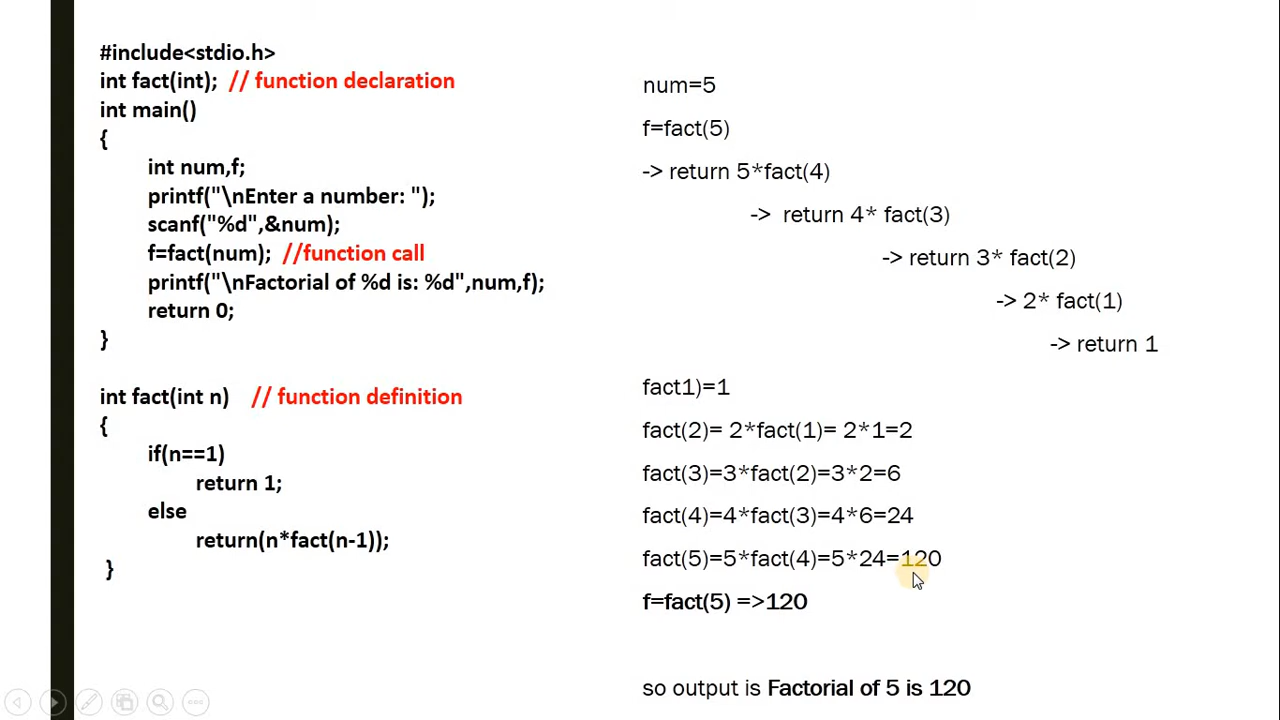 #include<stdio.h>
int fact(int); // function declaration
int main()
{
int num,f;
printf("\nEnter a number: ");
scanf("%d",&num);
f=fact(num); //function call
printf("\nFactorial of %d is: %d",num,f);
return 0;
}
int fact(int n) // function definition
{
if(n==1)
return 1;
else
return(n*fact(n-1));
}
num=5
f=fact(5)
-> return 5*fact(4)
-> return 4* fact(3)
-> return 3* fact(2)
-> 2* fact(1)
-> return 1
fact1)=1
fact(2)= 2*fact(1)= 2*1=2
fact(3)=3*fact(2)=3*2=6
fact(4)=4*fact(3)=4*6=24
fact(5)=5*fact(4)=5*24=120
f=fact(5) =>120
so output is Factorial of 5 is 120